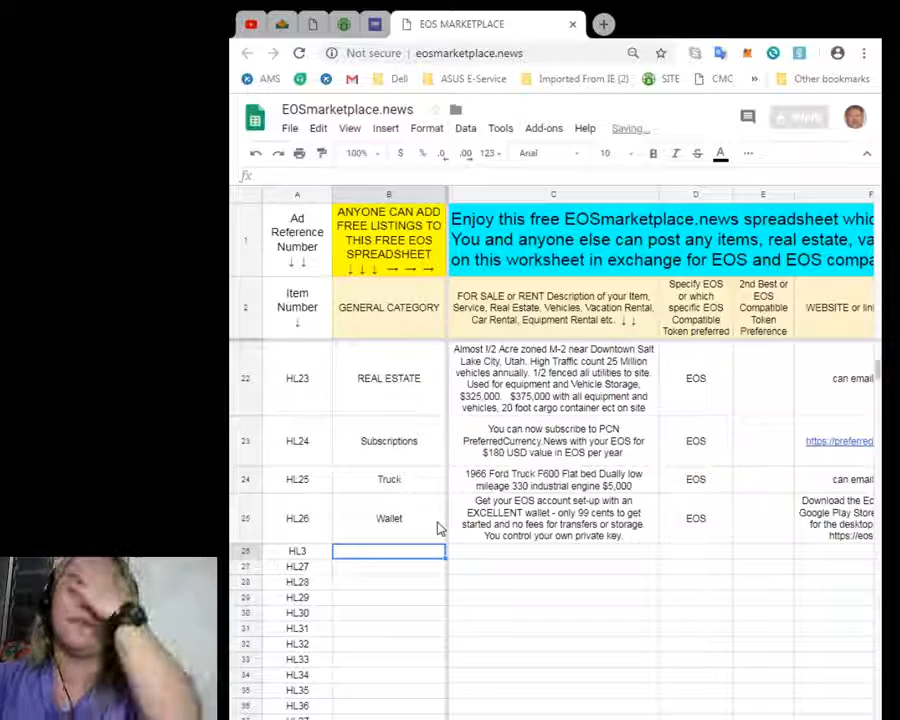 EOS MARKETPLACE
Not secure | eosmarketplace.news
AMS
Dell
ASUS E-Service
Imported From IE (2)
SITE
CMC
»
Other bookmarks
EOSmarketplace.news
File Edit View Insert Format Data Tools Add-ons Help Saving...
100% $ % .0 .00 123 Arial 10 B I S A
fx
A B C D E F
1
Ad
Reference
Number
↓ ↓
ANYONE CAN ADD
FREE LISTINGS TO
THIS FREE EOS
SPREADSHEET
↓ ↓ ↓ → → →
Enjoy this free EOSmarketplace.news spreadsheet whic
You and anyone else can post any items, real estate, va
on this worksheet in exchange for EOS and EOS compa
2
Item
Number
↓
GENERAL CATEGORY
FOR SALE or RENT Description of your Item,
Service, Real Estate. Vehicles, Vacation Rental,
Car Rental, Equipment Rental etc. ↓ ↓
Specify EOS
or which
specific EOS
Compatible
Token preferred
2nd Best or
EOS
Compatible
Token
Preference
WEBSITE or lin
22
HL23
REAL ESTATE
Almost I/2 Acre zoned M-2 near Downtown Salt
Lake City, Utah. High Traffic count 25 Million
vehicles annually. 1/2 fenced all utilities to site.
Used for equipment and Vehicle Storage,
$325,000. $375,000 with all equipment and
vehicles, 20 foot cargo container ect on site
EOS
can email
23
HL24
Subscriptions
You can now subscribe to PCN
PreferredCurrency.News with your EOS for
$180 USD value in EOS per year
EOS
https://preferred
24
HL25
Truck
1966 Ford Truck F600 Flat bed Dually low
mileage 330 industrial engine $5,000
EOS
can email
25
HL26
Wallet
Get your EOS account set-up with an
EXCELLENT wallet - only 99 cents to get
started and no fees for transfers or storage.
You control your own private key.
EOS
Download the Ec
Google Play Store
for the desktop
https://eos
26 HL3
27 HL27
28 HL28
29 HL29
30 HL30
31 HL31
32 HL32
33 HL33
34 HL34
35 HL35
36 HL36